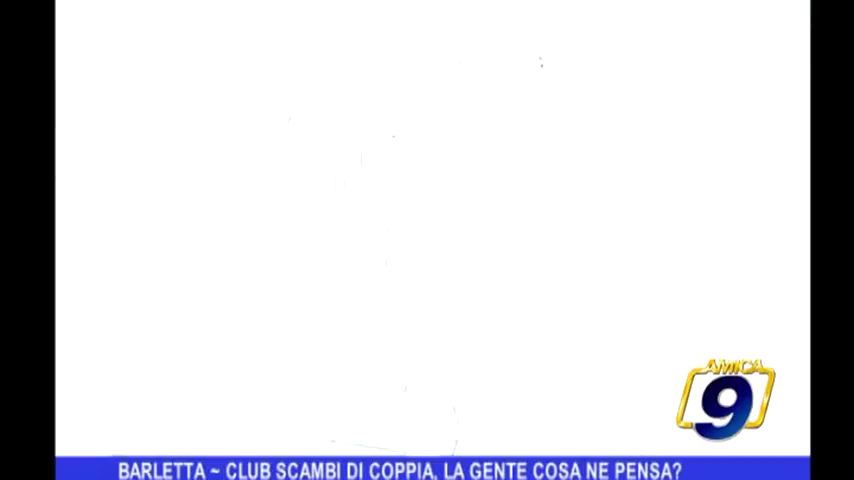 AMICA
9
BARLETTA ~ CLUB SCAMBI DI COPPIA, LA GENTE COSA NE PENSA?